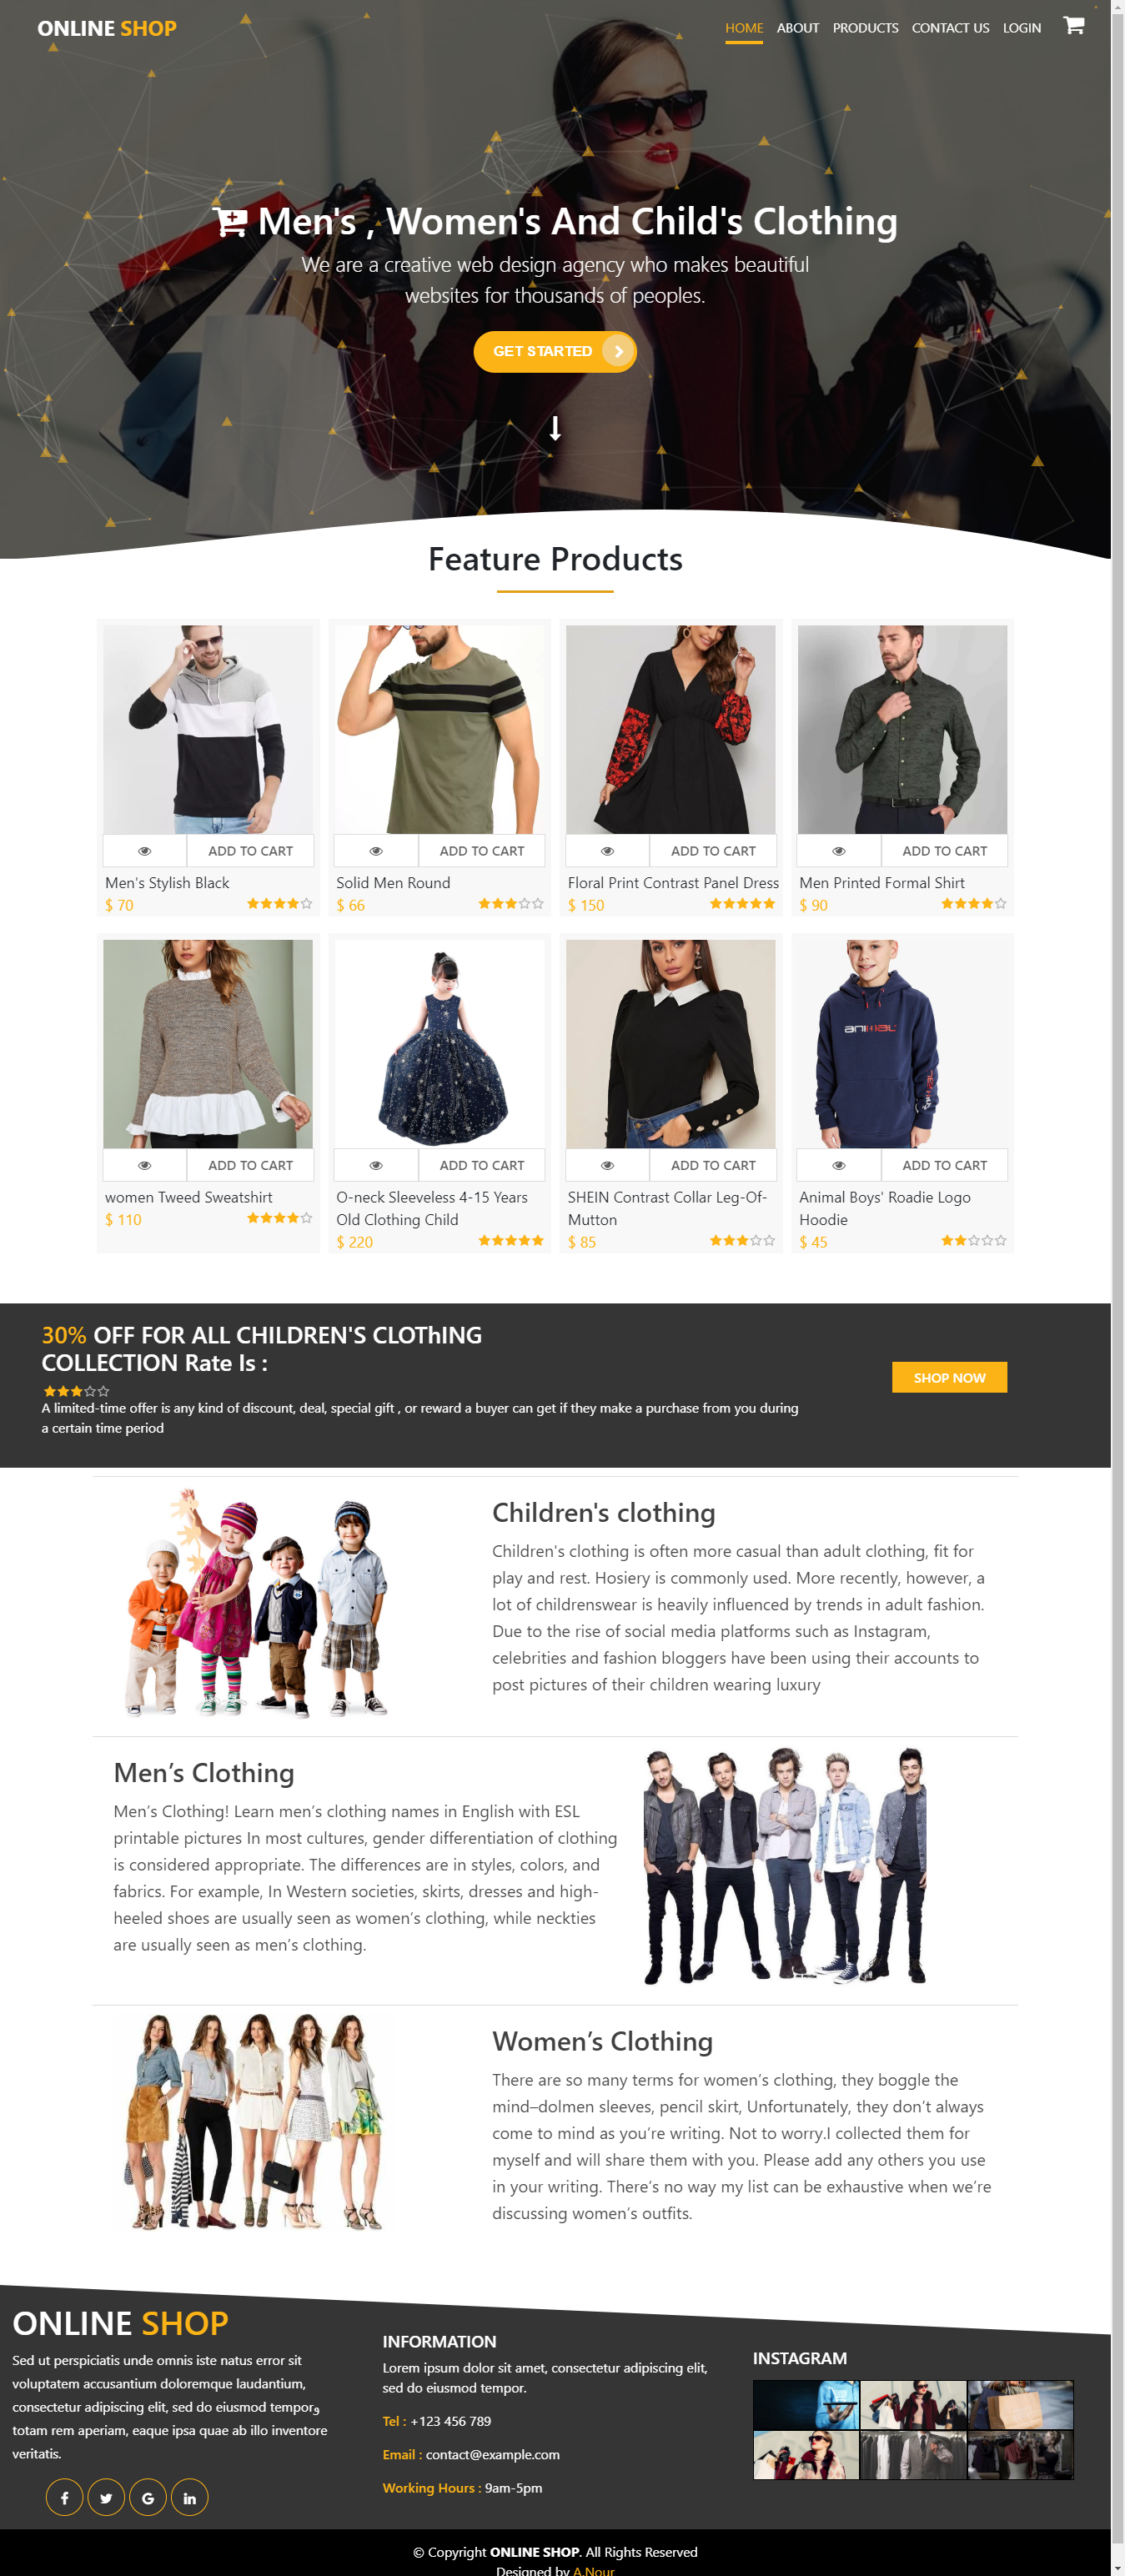 ONLINE SHOP
HOME ABOUT PRODUCTS CONTACT US LOGIN
Men's , Women's And Child's Clothing
We are a creative web design agency who makes beautiful
websites for thousands of peoples.
GET STARTED
Feature Products
ADD TO CART
Men's Stylish Black
$ 70
ADD TO CART
Solid Men Round
$ 66
ADD TO CART
Floral Print Contrast Panel Dress
$ 150
ADD TO CART
Men Printed Formal Shirt
$ 90
ADD TO CART
women Tweed Sweatshirt
$ 110
ADD TO CART
O-neck Sleeveless 4-15 Years
Old Clothing Child
$ 220
ADD TO CART
SHEIN Contrast Collar Leg-Of-
Mutton
$ 85
ANIMAL
ADD TO CART
Animal Boys' Roadie Logo
Hoodie
$ 45
30% OFF FOR ALL CHILDREN'S CLOThING
COLLECTION Rate Is :
A limited-time offer is any kind of discount, deal, special gift , or reward a buyer can get if they make a purchase from you during
a certain time period
SHOP NOW
Children's clothing
Children's clothing is often more casual than adult clothing, fit for
play and rest. Hosiery is commonly used. More recently, however, a
lot of childrenswear is heavily influenced by trends in adult fashion.
Due to the rise of social media platforms such as Instagram,
celebrities and fashion bloggers have been using their accounts to
post pictures of their children wearing luxury
Men’s Clothing
Men’s Clothing! Learn men’s clothing names in English with ESL
printable pictures In most cultures, gender differentiation of clothing
is considered appropriate. The differences are in styles, colors, and
fabrics. For example, In Western societies, skirts, dresses and high-
heeled shoes are usually seen as women’s clothing, while neckties
are usually seen as men’s clothing.
Women’s Clothing
There are so many terms for women’s clothing, they boggle the
mind–dolmen sleeves, pencil skirt, Unfortunately, they don’t always
come to mind as you’re writing. Not to worry.I collected them for
myself and will share them with you. Please add any others you use
in your writing. There’s no way my list can be exhaustive when we’re
discussing women’s outfits.
ONLINE SHOP
Sed ut perspiciatis unde omnis iste natus error sit
voluptatem accusantium doloremque laudantium,
consectetur adipiscing elit, sed do eiusmod temporو
totam rem aperiam, eaque ipsa quae ab illo inventore
veritatis.
INFORMATION
Lorem ipsum dolor sit amet, consectetur adipiscing elit,
sed do eiusmod tempor.
Tel : +123 456 789
Email : contact@example.com
Working Hours : 9am-5pm
INSTAGRAM
© Copyright ONLINE SHOP. All Rights Reserved
Designed by A.Nour